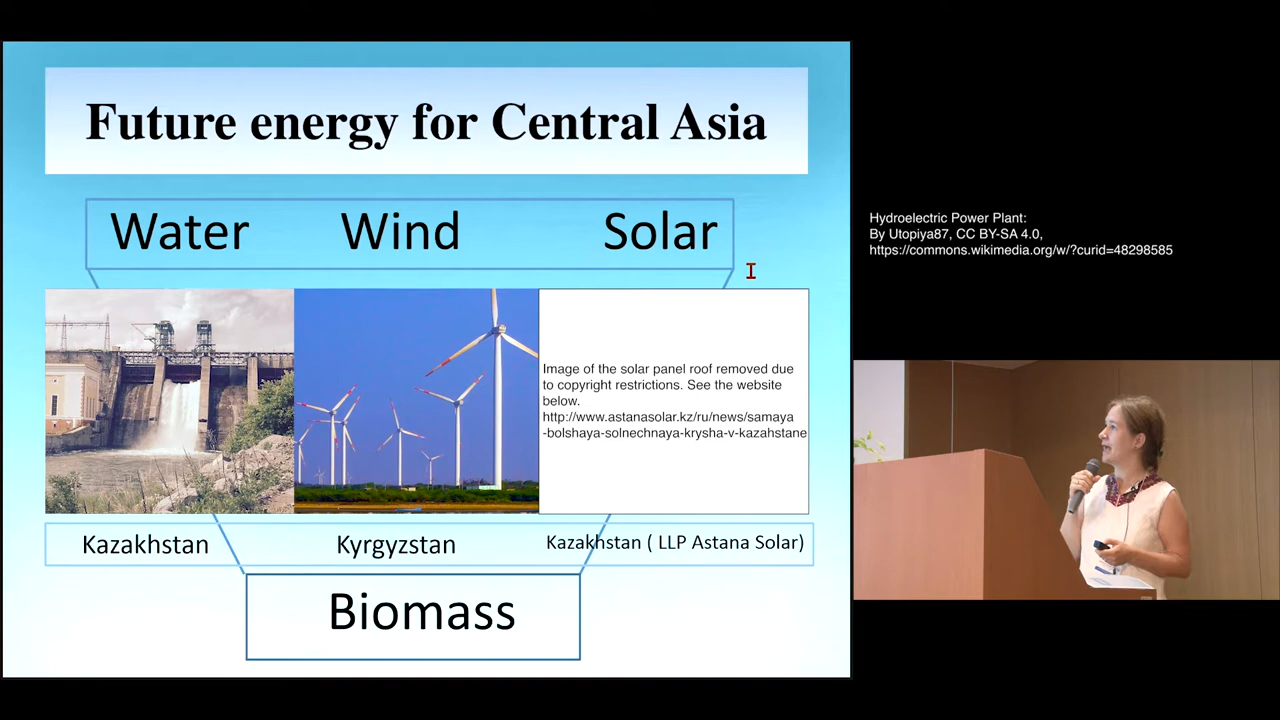 Future energy for Central Asia
Water Wind Solar
Image of the solar panel roof removed due
to copyright restrictions. See the website
below.
http://www.astanasolar.kz/ru/news/samaya
-bolshaya-solnechnaya-krysha-v-kazahstane
Kazakhstan Kyrgyzstan Kazakhstan ( LLP Astana Solar)
Biomass
Hydroelectric Power Plant:
By Utopiya87, CC BY-SA 4.0,
https://commons.wikimedia.org/w/?curid=48298585